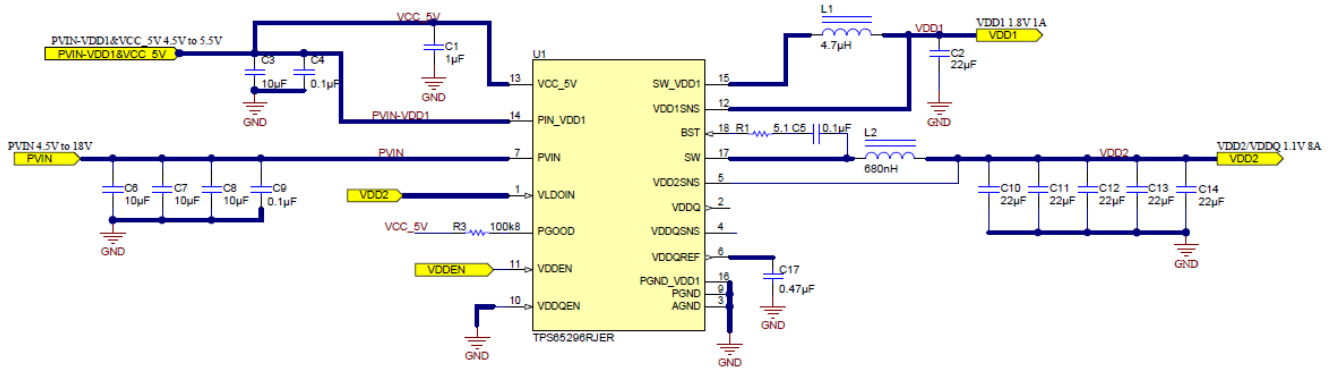 PVIN-VDD1&VCC_5V 4.5V to 5.5V
PVIN-VDD1&VCC_5V
VCC_5V
C3
10µF
C4
0.1µF
GND
C1
1µF
GND
PVIN-VDD1
PVIN 4.5V to 18V
PVIN
PVIN
C6
10µF
C7
10µF
C8
10µF
C9
0.1µF
GND
VDD2
VCC_5V
R3
100k
VDDEN
GND
U1
13 VCC_5V
14 PIN_VDD1
7 PVIN
1 VLDOIN
8 PGOOD
11 VDDEN
10 VDDQEN
SW_VDD1 15
VDD1SNS 12
BST 18
SW 17
VDD2SNS 5
VDDQ 2
VDDQSNS 4
VDDQREF 6
PGND_VDD1 16
PGND 9
AGND 3
TPS65296RJER
GND
L1
4.7µH
VDD1
VDD1 1.8V 1A
VDD1
C2
22µF
GND
R1
5.1
C5
0.1µF
L2
680nH
VDD2
VDD2/VDDQ 1.1V 8A
VDD2
C10
22µF
C11
22µF
C12
22µF
C13
22µF
C14
22µF
GND
C17
0.47µF
GND